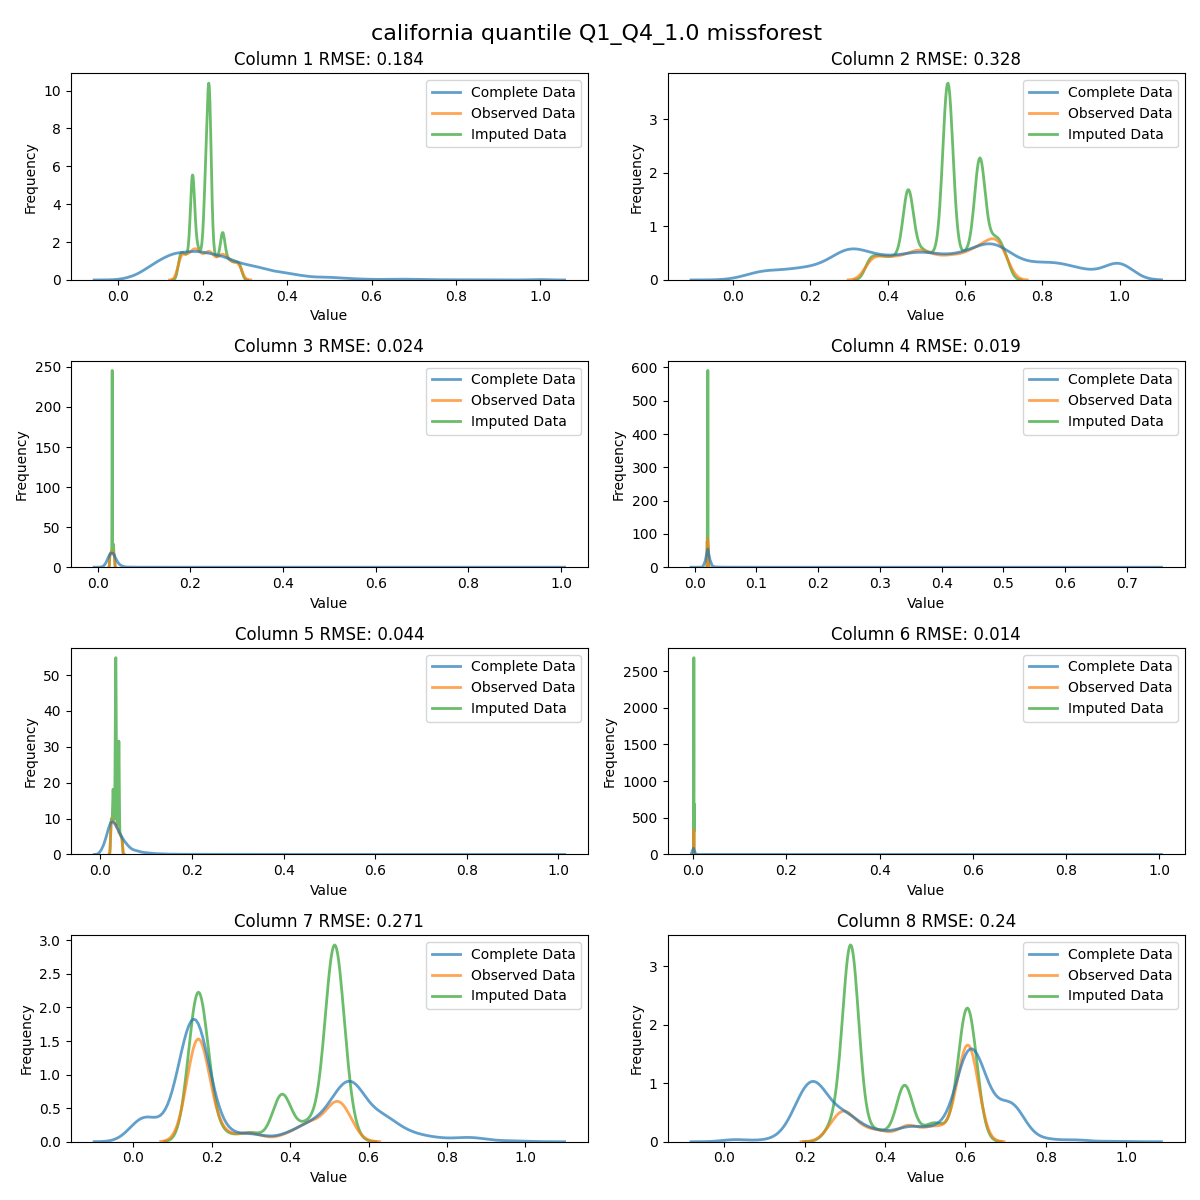 california quantile Q1_Q4_1.0 missforest
Column 1 RMSE: 0.184
Frequency
10
8
6
4
2
0
0.0 0.2 0.4 0.6 0.8 1.0
Value
Complete Data
Observed Data
Imputed Data
Column 2 RMSE: 0.328
Frequency
3
2
1
0
0.0 0.2 0.4 0.6 0.8 1.0
Value
Complete Data
Observed Data
Imputed Data
Column 3 RMSE: 0.024
Frequency
250
200
150
100
50
0
0.0 0.2 0.4 0.6 0.8 1.0
Value
Complete Data
Observed Data
Imputed Data
Column 4 RMSE: 0.019
Frequency
600
500
400
300
200
100
0
0.0 0.1 0.2 0.3 0.4 0.5 0.6 0.7
Value
Complete Data
Observed Data
Imputed Data
Column 5 RMSE: 0.044
Frequency
50
40
30
20
10
0
0.0 0.2 0.4 0.6 0.8 1.0
Value
Complete Data
Observed Data
Imputed Data
Column 6 RMSE: 0.014
Frequency
2500
2000
1500
1000
500
0
0.0 0.2 0.4 0.6 0.8 1.0
Value
Complete Data
Observed Data
Imputed Data
Column 7 RMSE: 0.271
Frequency
3.0
2.5
2.0
1.5
1.0
0.5
0.0
0.0 0.2 0.4 0.6 0.8 1.0
Value
Complete Data
Observed Data
Imputed Data
Column 8 RMSE: 0.24
Frequency
3
2
1
0
0.0 0.2 0.4 0.6 0.8 1.0
Value
Complete Data
Observed Data
Imputed Data